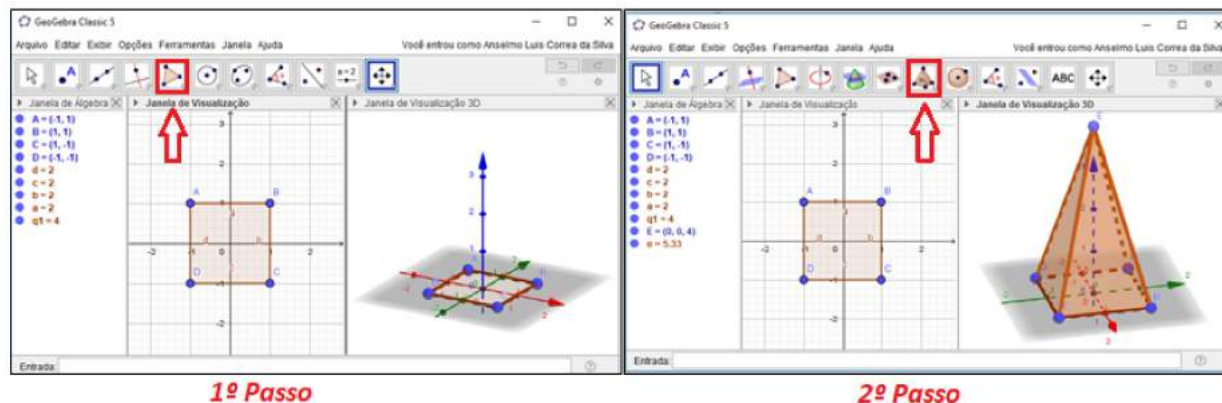 GeoGebra Classic 5
Arquivo Editar Exibir Opções Ferramentas Janela Ajuda Você entrou como Anselmo Luis Correa da Silva
a=2
Janela de Álgebra Janela de Visualização Janela de Visualização 3D
A = (-1, 1)
B = (1, 1)
C = (1, -1)
D = (-1, -1)
d = 2
c = 2
b = 2
a = 2
q1 = 4
Entrada:
1º Passo
GeoGebra Classic 5
Arquivo Editar Exibir Opções Ferramentas Janela Ajuda Você entrou como Anselmo Luis Correa da Silva
ABC
Janela de Álgebra Janela de Visualização Janela de Visualização 3D
A = (-1, 1)
B = (1, 1)
C = (1, -1)
D = (-1, -1)
d = 2
c = 2
b = 2
a = 2
q1 = 4
E = (0, 0, 4)
e = 5.33
Entrada:
2º Passo